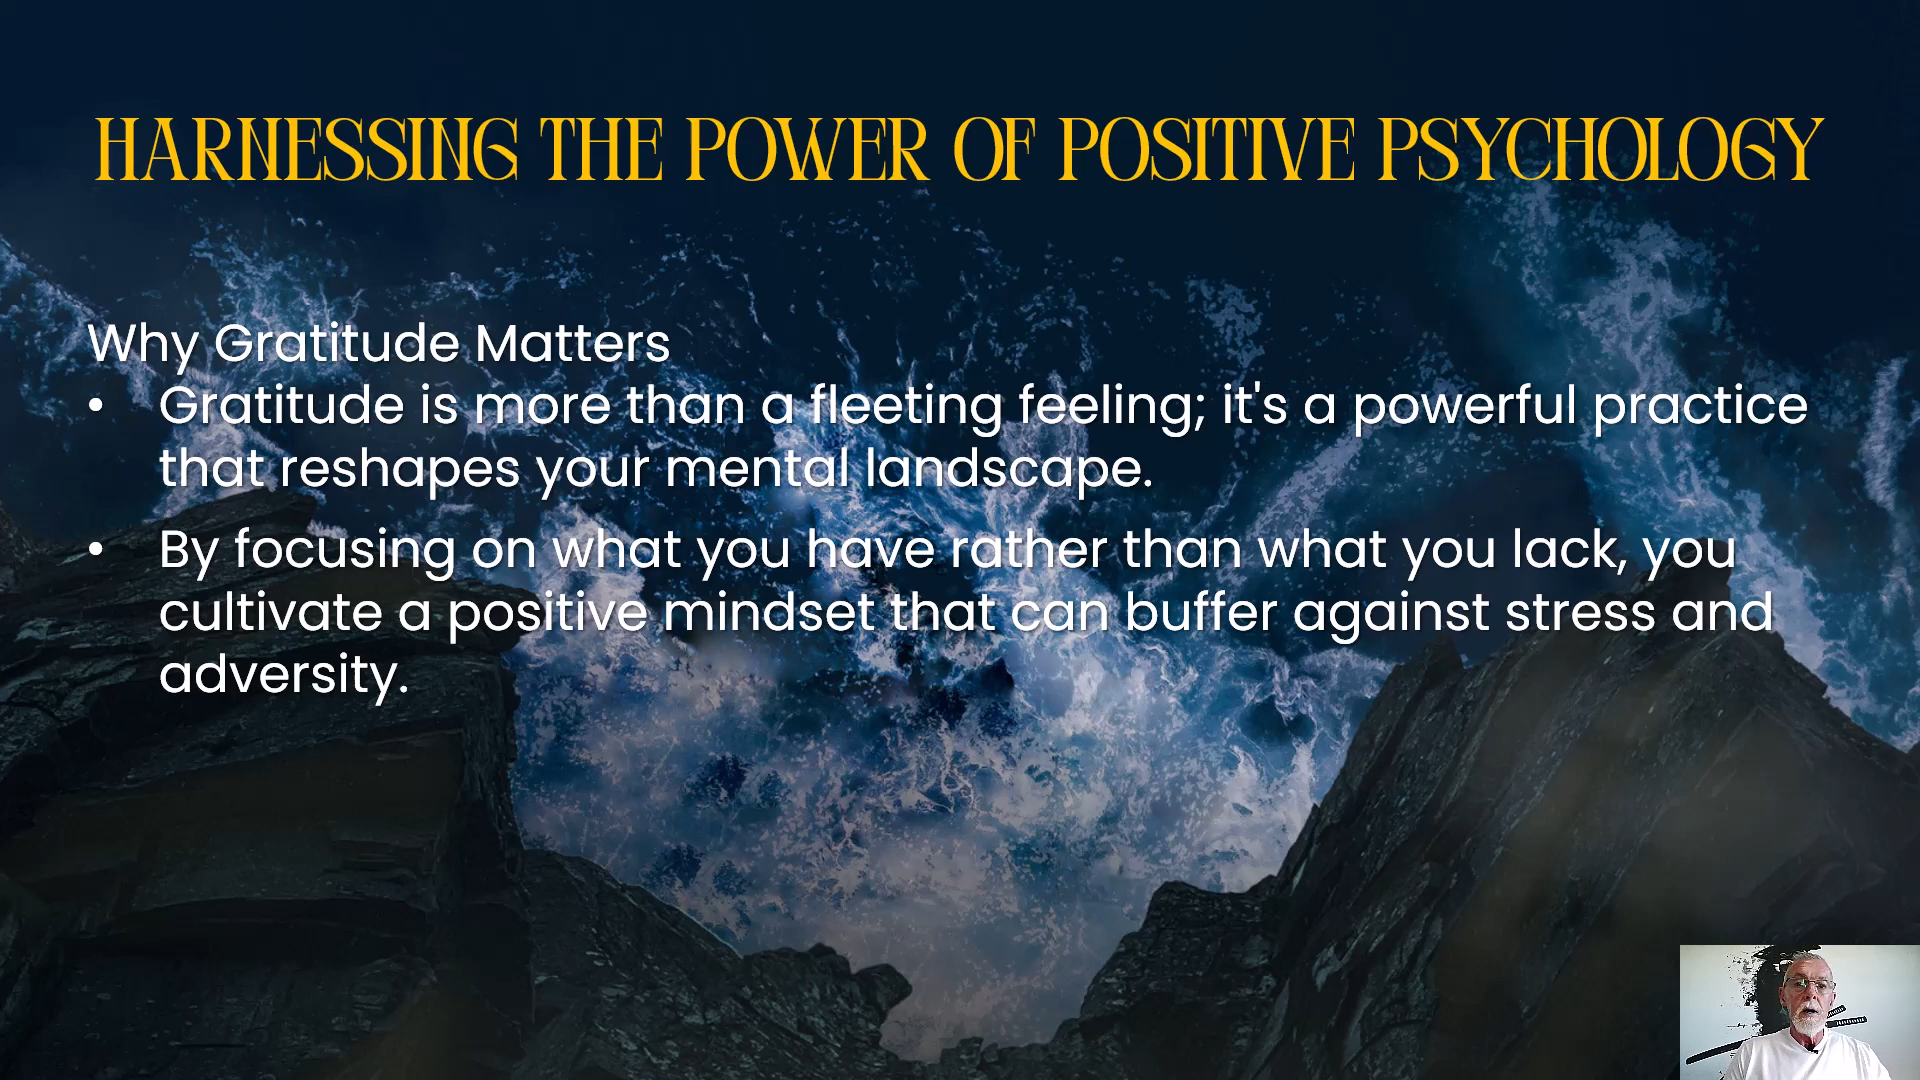 HARNESSING THE POWER OF POSITIVE PSYCHOLOGY
Why Gratitude Matters
• Gratitude is more than a fleeting feeling; it's a powerful practice
that reshapes your mental landscape.
• By focusing on what you have rather than what you lack, you
cultivate a positive mindset that can buffer against stress and
adversity.